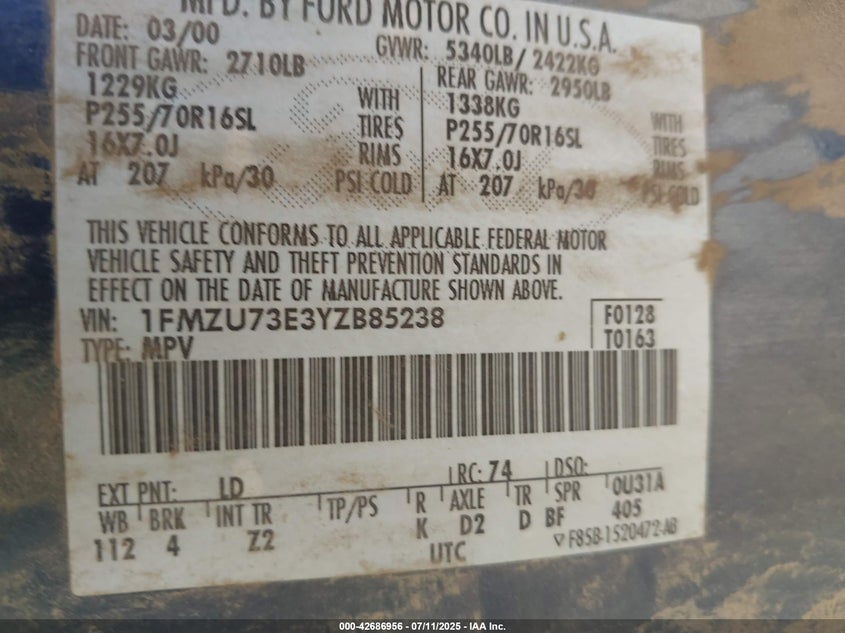 MFD. BY FORD MOTOR CO. IN U.S.A.
DATE: 03/00 GVWR: 5340LB/ 2422KG
FRONT GAWR: 2710LB REAR GAWR: 2950LB
1229KG WITH 1338KG WITH
P255/70R16SL TIRES P255/70R16SL TIRES
16X7.0J RIMS 16X7.0J RIMS
AT 207 kPa/30 PSI COLD AT 207 kPa/30 PSI COLD
THIS VEHICLE CONFORMS TO ALL APPLICABLE FEDERAL MOTOR
VEHICLE SAFETY AND THEFT PREVENTION STANDARDS IN
EFFECT ON THE DATE OF MANUFACTURE SHOWN ABOVE.
VIN: 1FMZU73E3YZB85238 F0128
TYPE: MPV T0163
EXT PNT: LD RC: 74 DSO:
WB BRK INT TR TP/PS R AXLE TR SPR 0U31A
112 4 Z2 K D2 D BF 405
UTC ▽ F85B-1520472-AB
000-42686956 - 07/11/2025 - IAA Inc.